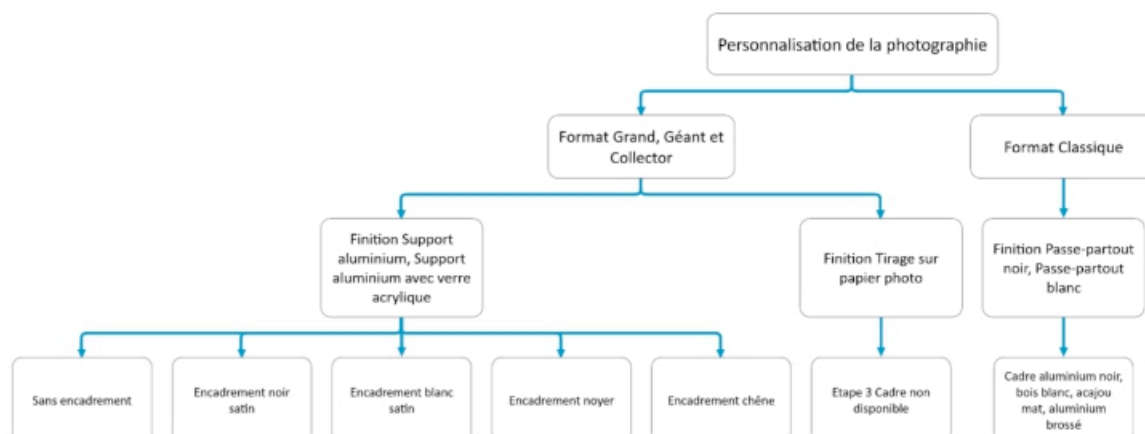 Personnalisation de la photographie
Format Grand, Géant et
Collector
Format Classique
Finition Support
aluminium, Support
aluminium avec verre
acrylique
Finition Tirage sur
papier photo
Finition Passe-partout
noir, Passe-partout
blanc
Sans encadrement
Encadrement noir
satin
Encadrement blanc
satin
Encadrement noyer
Encadrement chêne
Etape 3 Cadre non
disponible
Cadre aluminium noir,
bois blanc, acajou
mat, aluminium
brossé